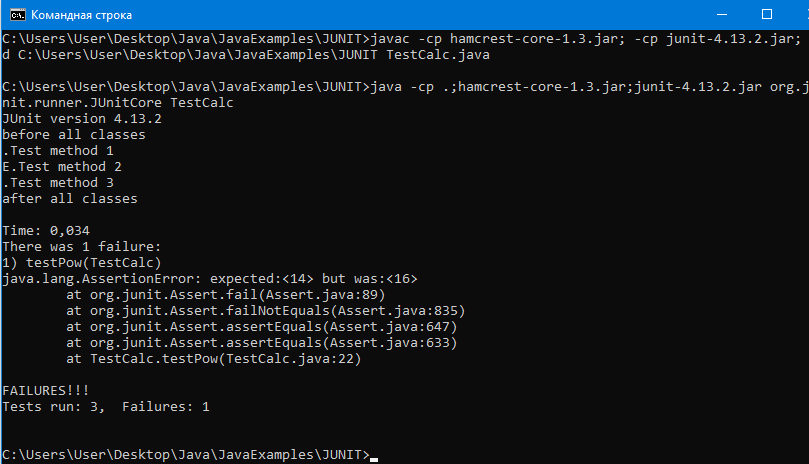 Командная строка
C:\Users\User\Desktop\Java\JavaExamples\JUNIT>javac -cp hamcrest-core-1.3.jar; -cp junit-4.13.2.jar;
d C:\Users\User\Desktop\Java\JavaExamples\JUNIT TestCalc.java
C:\Users\User\Desktop\Java\JavaExamples\JUNIT>java -cp .;hamcrest-core-1.3.jar;junit-4.13.2.jar org.j
nit.runner.JUnitCore TestCalc
JUnit version 4.13.2
before all classes
.Test method 1
E.Test method 2
.Test method 3
after all classes
Time: 0,034
There was 1 failure:
1) testPow(TestCalc)
java.lang.AssertionError: expected:<14> but was:<16>
        at org.junit.Assert.fail(Assert.java:89)
        at org.junit.Assert.failNotEquals(Assert.java:835)
        at org.junit.Assert.assertEquals(Assert.java:647)
        at org.junit.Assert.assertEquals(Assert.java:633)
        at TestCalc.testPow(TestCalc.java:22)
FAILURES!!!
Tests run: 3,  Failures: 1
C:\Users\User\Desktop\Java\JavaExamples\JUNIT>